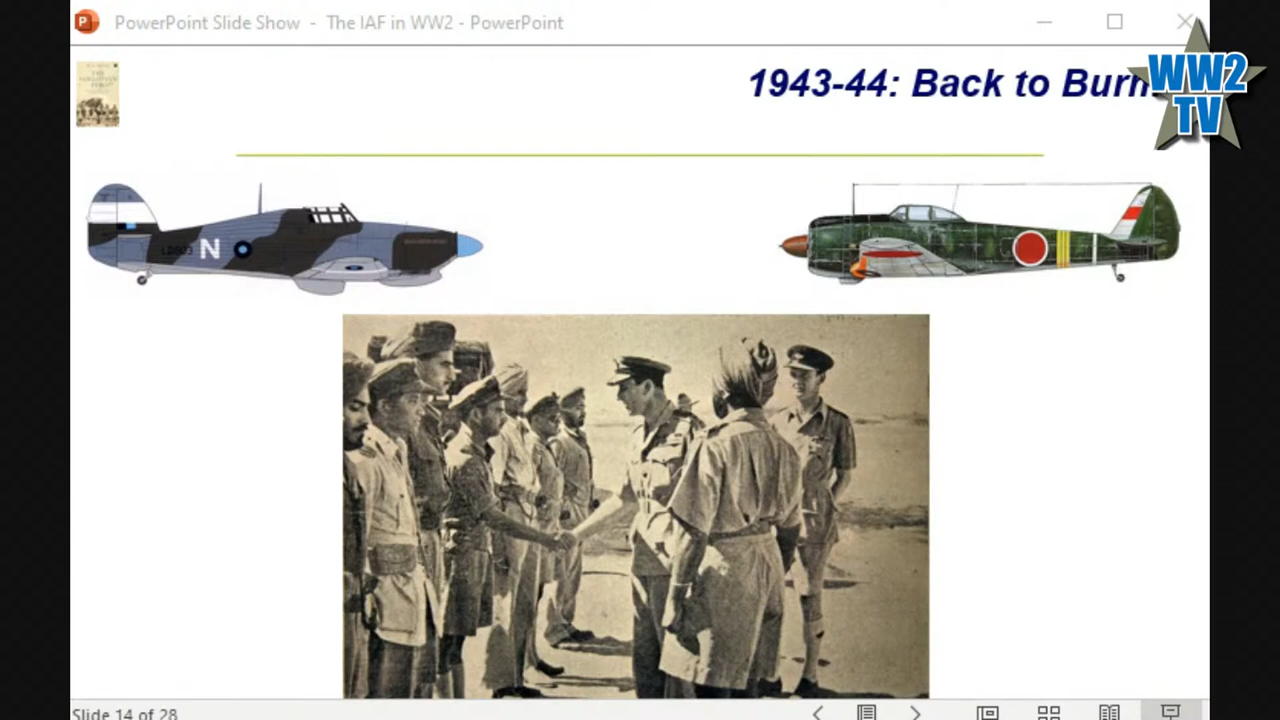 PowerPoint Slide Show - The IAF in WW2 - PowerPoint
1943-44: Back to Burm
WW2
TV
N
Slide 14 of 28